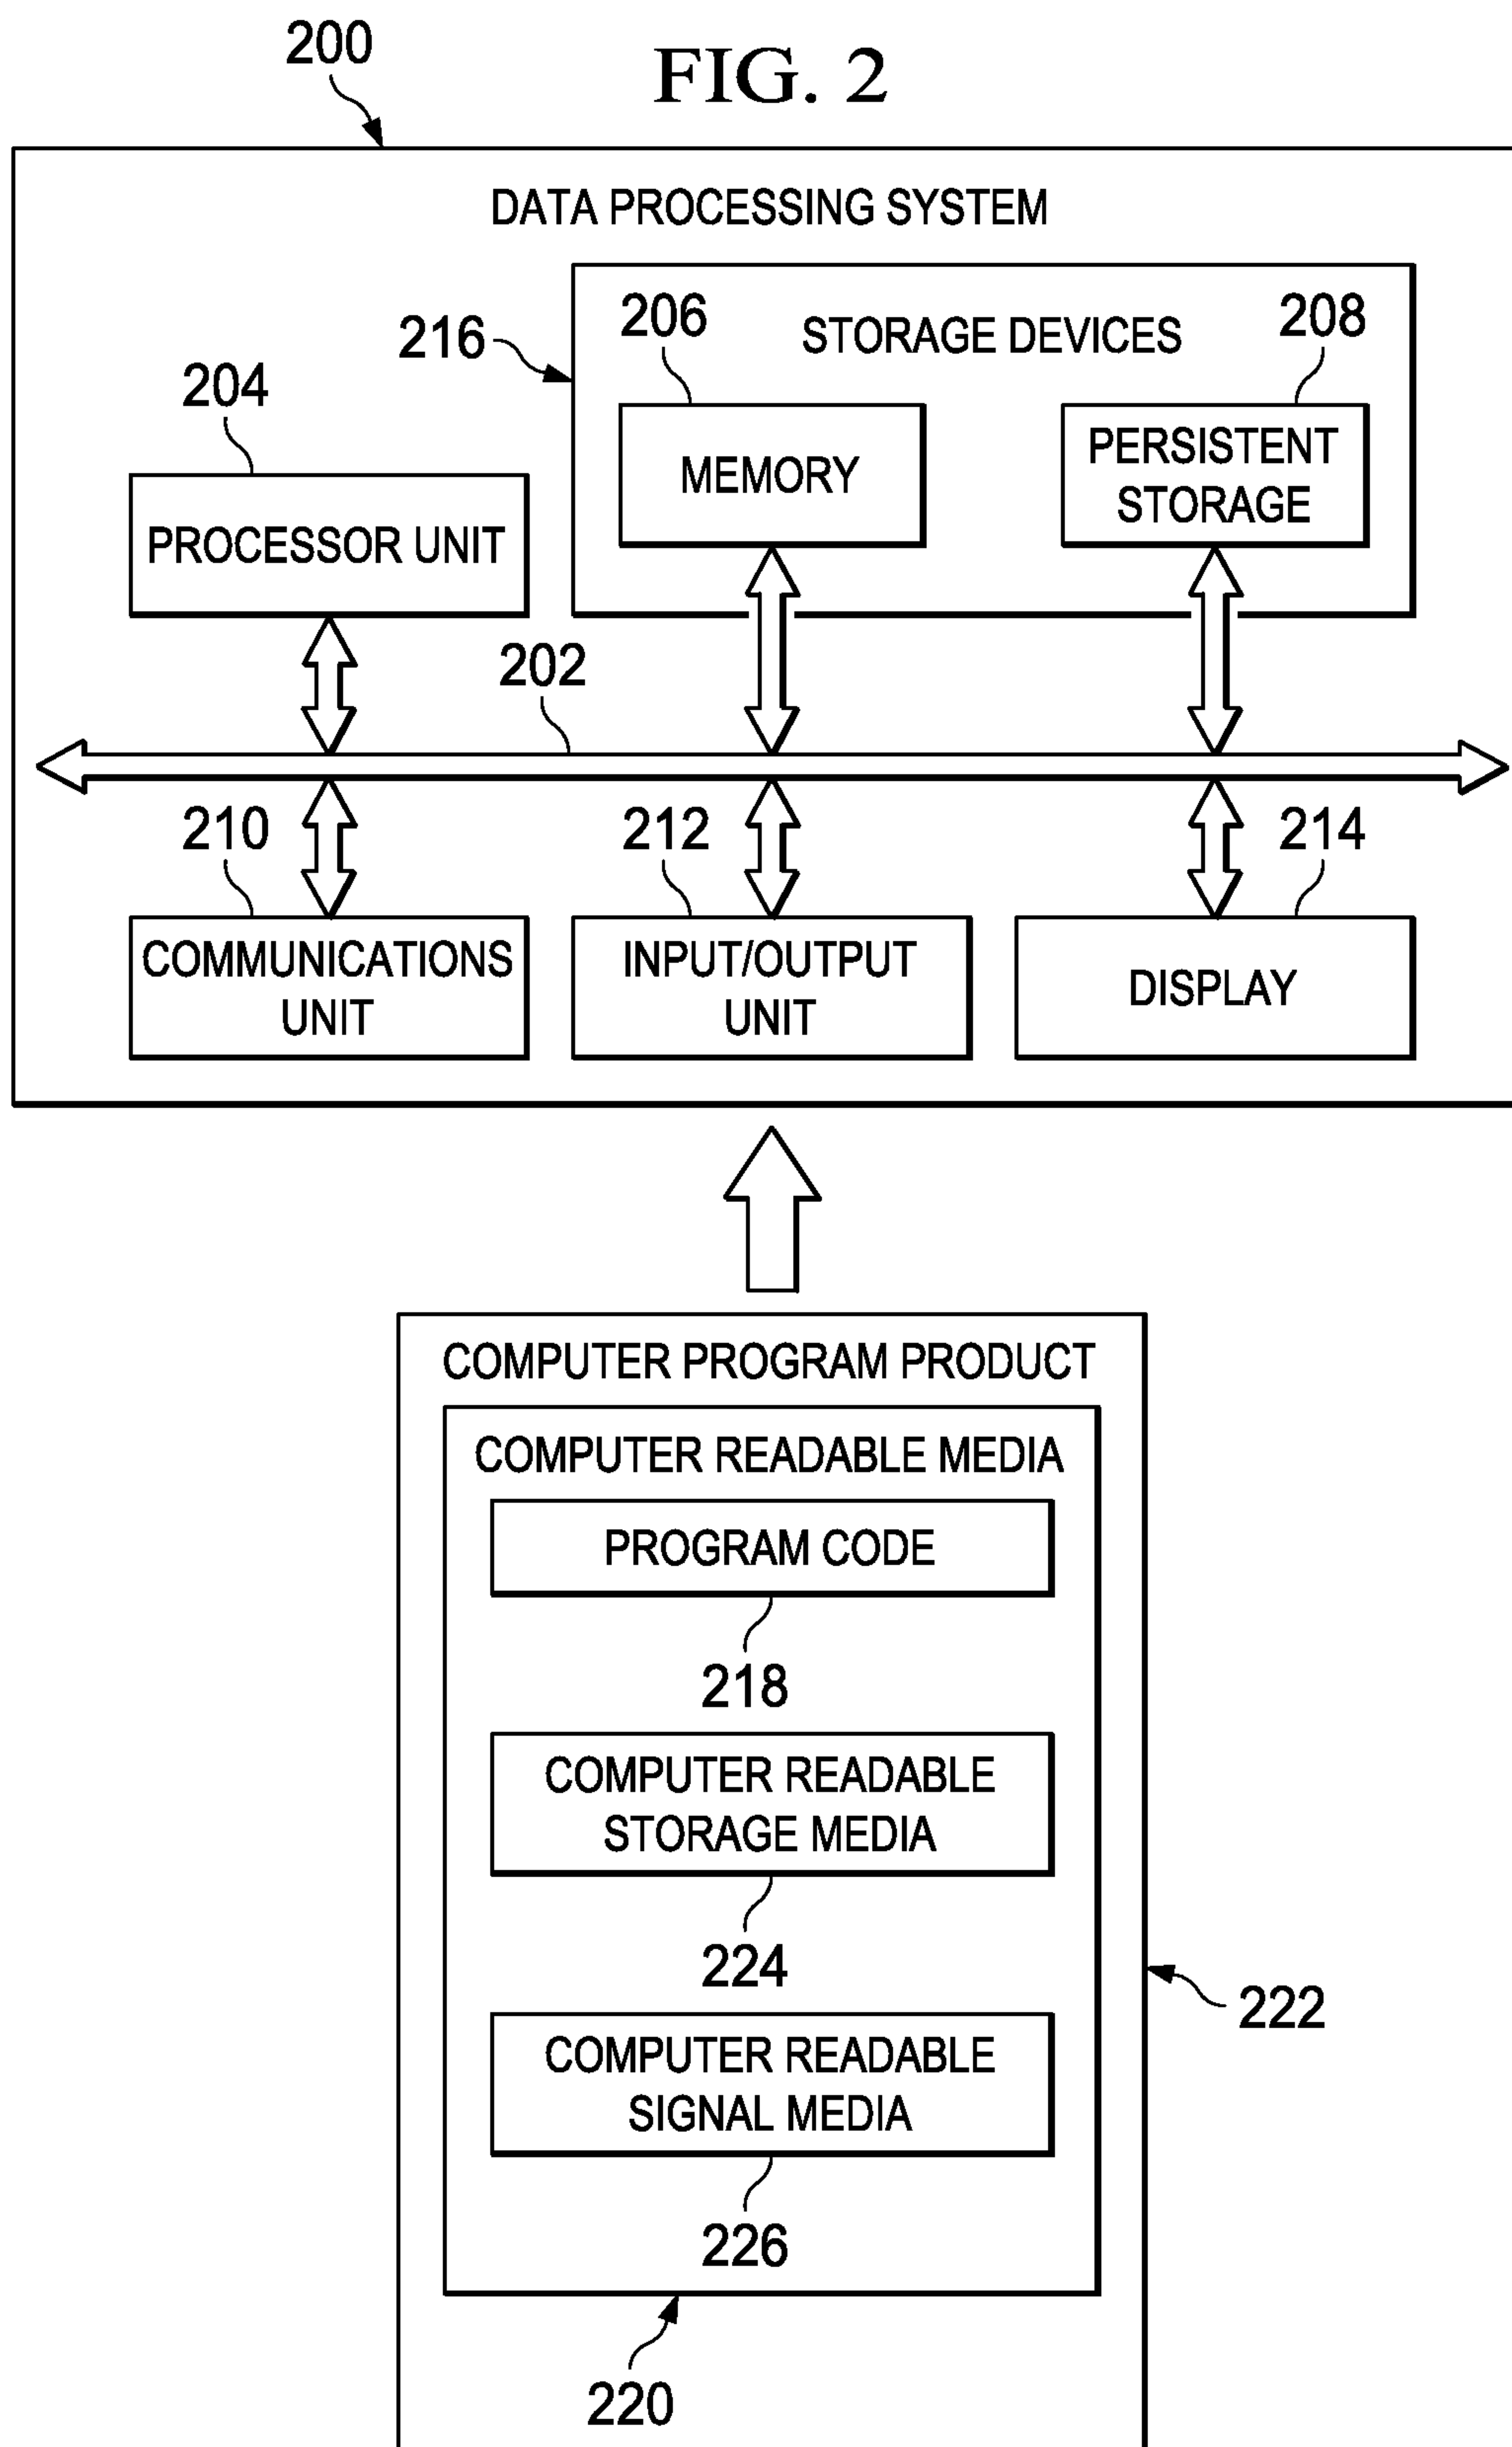 200
FIG. 2
DATA PROCESSING SYSTEM
216
206
STORAGE DEVICES
208
204
MEMORY
PERSISTENT
STORAGE
PROCESSOR UNIT
202
210
212
214
COMMUNICATIONS
UNIT
INPUT/OUTPUT
UNIT
DISPLAY
COMPUTER PROGRAM PRODUCT
COMPUTER READABLE MEDIA
PROGRAM CODE
218
COMPUTER READABLE
STORAGE MEDIA
224
222
COMPUTER READABLE
SIGNAL MEDIA
226
220